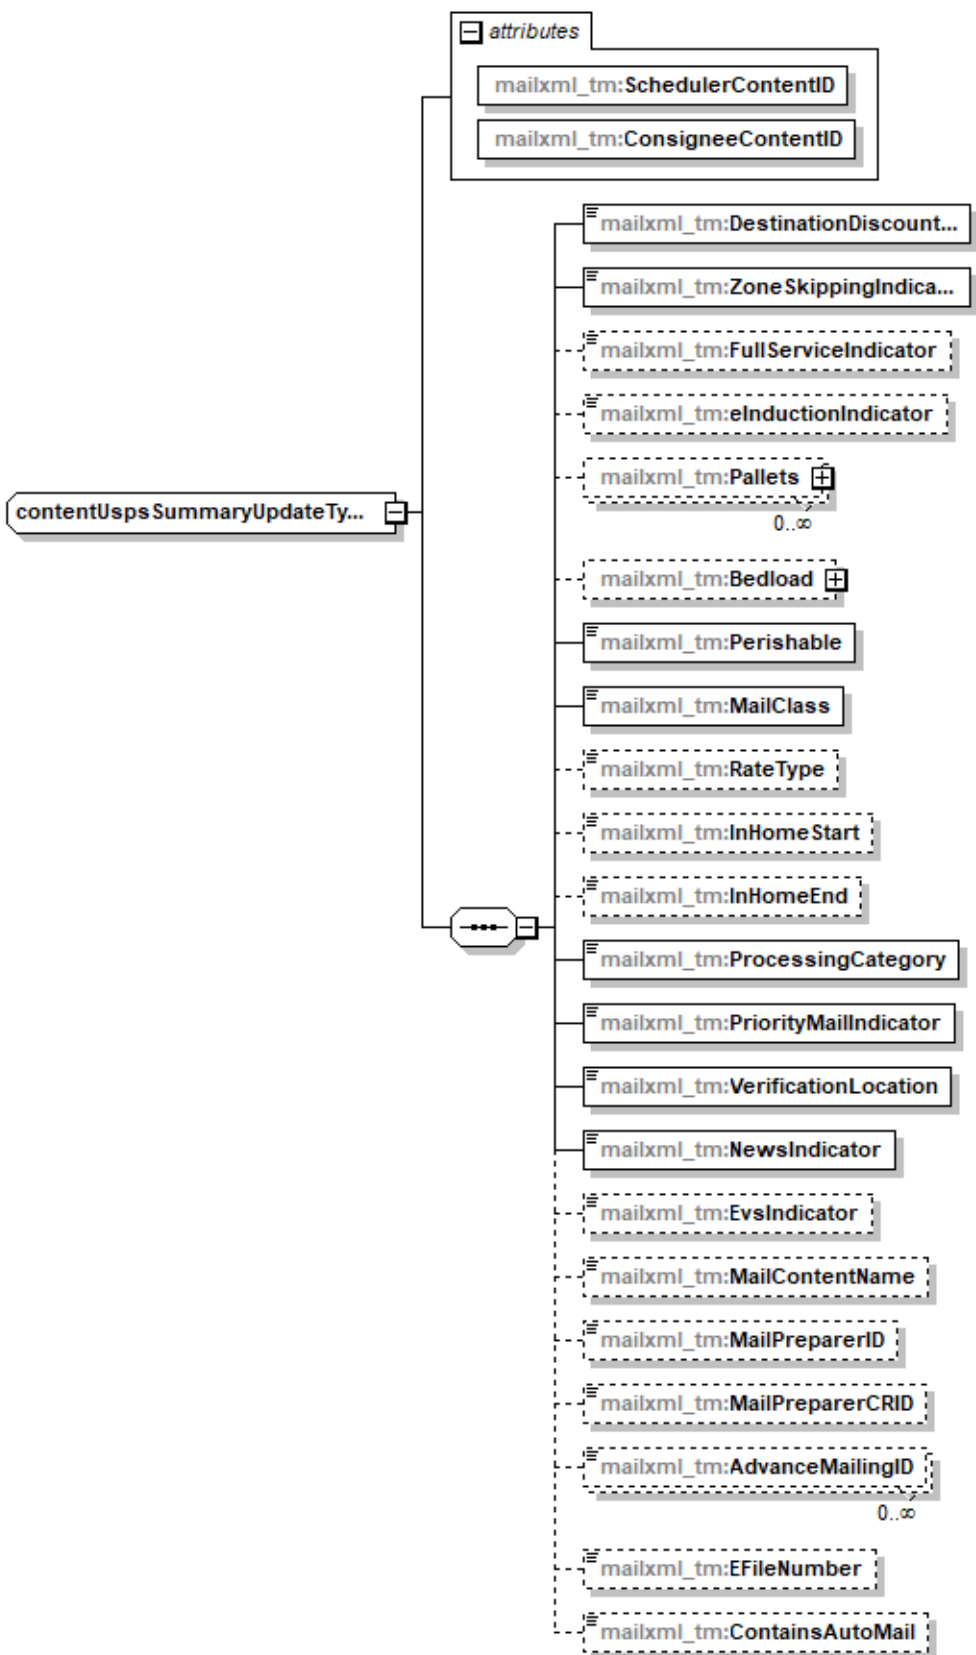 attributes
mailxml_tm:SchedulerContentID
mailxml_tm:ConsigneeContentID
mailxml_tm:DestinationDiscount...
mailxml_tm:ZoneSkippingIndica...
mailxml_tm:FullServiceIndicator
mailxml_tm:eInductionIndicator
mailxml_tm:Pallets
contentUspsSummaryUpdateTy...
0..∞
mailxml_tm:Bedload
mailxml_tm:Perishable
mailxml_tm:MailClass
mailxml_tm:RateType
mailxml_tm:InHomeStart
mailxml_tm:InHomeEnd
mailxml_tm:ProcessingCategory
mailxml_tm:PriorityMailIndicator
mailxml_tm:VerificationLocation
mailxml_tm:NewsIndicator
mailxml_tm:EvsIndicator
mailxml_tm:MailContentName
mailxml_tm:MailPreparerID
mailxml_tm:MailPreparerCRID
mailxml_tm:AdvanceMailingID
0..∞
mailxml_tm:EFileNumber
mailxml_tm:ContainsAutoMail